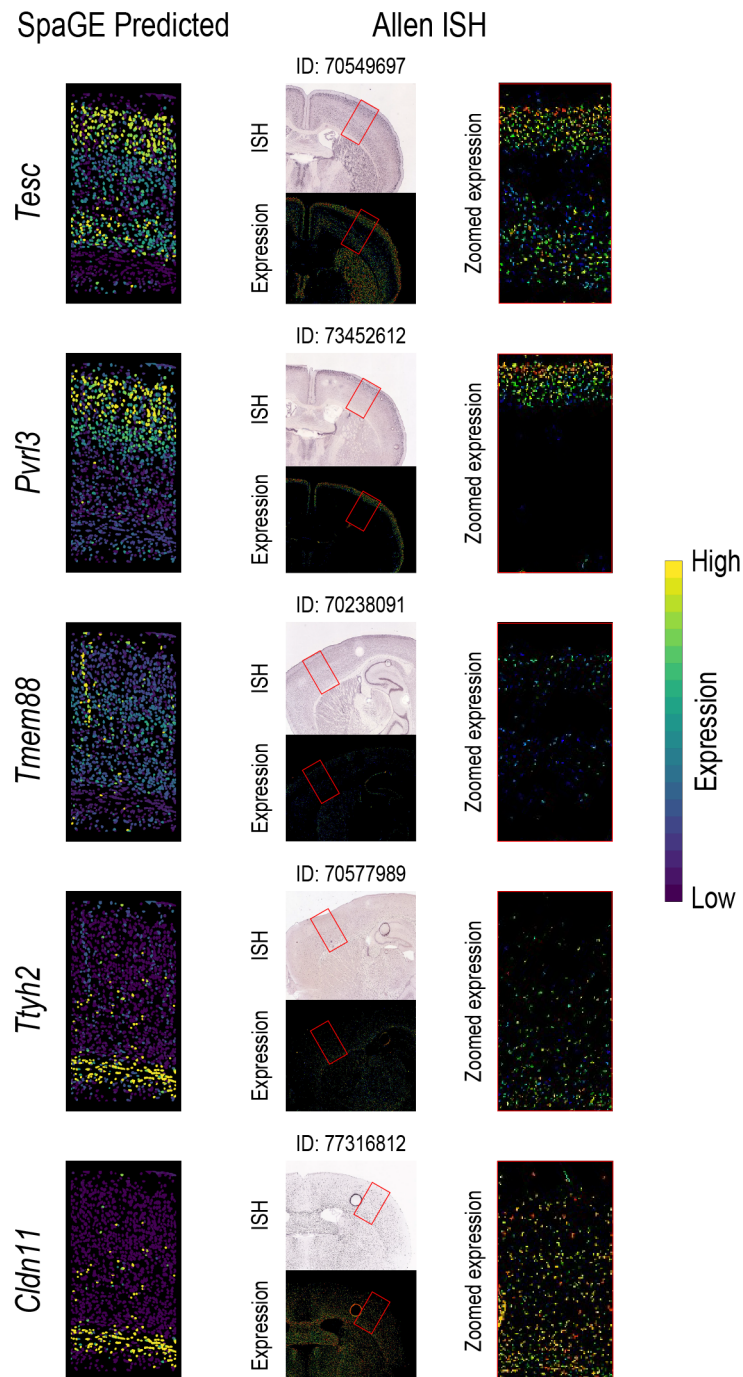 SpaGE Predicted
Allen ISH
Tesc
ID: 70549697
ISH
Expression
Zoomed expression
Pvrl3
ID: 73452612
ISH
Expression
Zoomed expression
Tmem88
ID: 70238091
ISH
Expression
Zoomed expression
Ttyh2
ID: 70577989
ISH
Expression
Zoomed expression
Cldn11
ID: 77316812
ISH
Expression
Zoomed expression
High
Expression
Low